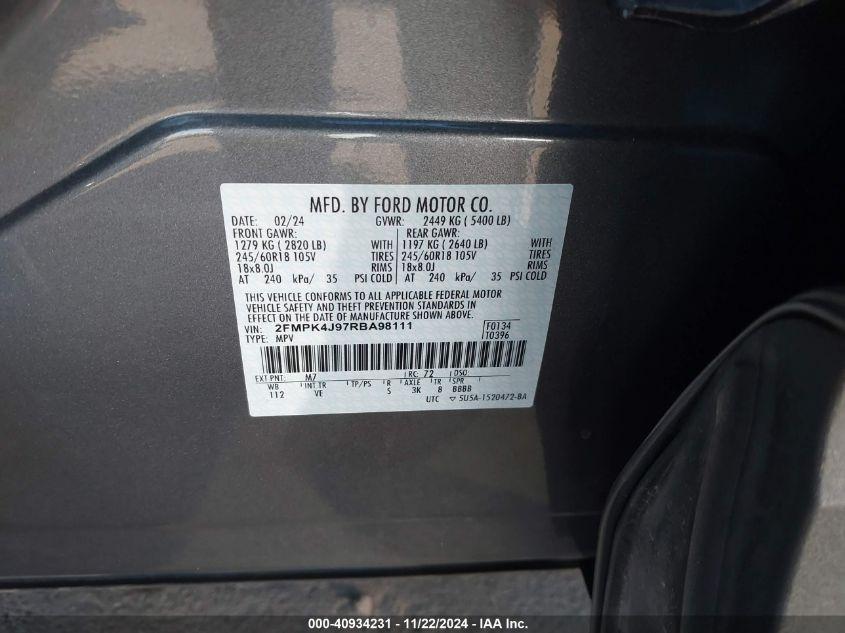 MFD. BY FORD MOTOR CO.
DATE: 02/24 GVWR: 2449 KG ( 5400 LB)
FRONT GAWR: REAR GAWR:
1279 KG ( 2820 LB) WITH 1197 KG ( 2640 LB) WITH
245/60R18 105V TIRES 245/60R18 105V TIRES
18x8.0J RIMS 18x8.0J RIMS
AT 240 kPa/ 35 PSI COLD AT 240 kPa/ 35 PSI COLD
THIS VEHICLE CONFORMS TO ALL APPLICABLE FEDERAL MOTOR
VEHICLE SAFETY AND THEFT PREVENTION STANDARDS IN
EFFECT ON THE DATE OF MANUFACTURE SHOWN ABOVE.
VIN: 2FMPK4J97RBA98111 F0134
TYPE: MPV T0396
EXT PNT: M7 RC: 72 DSO:
WB INT TR TP/PS R AXLE TR SPR
112 VE S 3K 8 BBBB
UTC ▽ 5U5A-1520472-BA
000-40934231 - 11/22/2024 - IAA Inc.